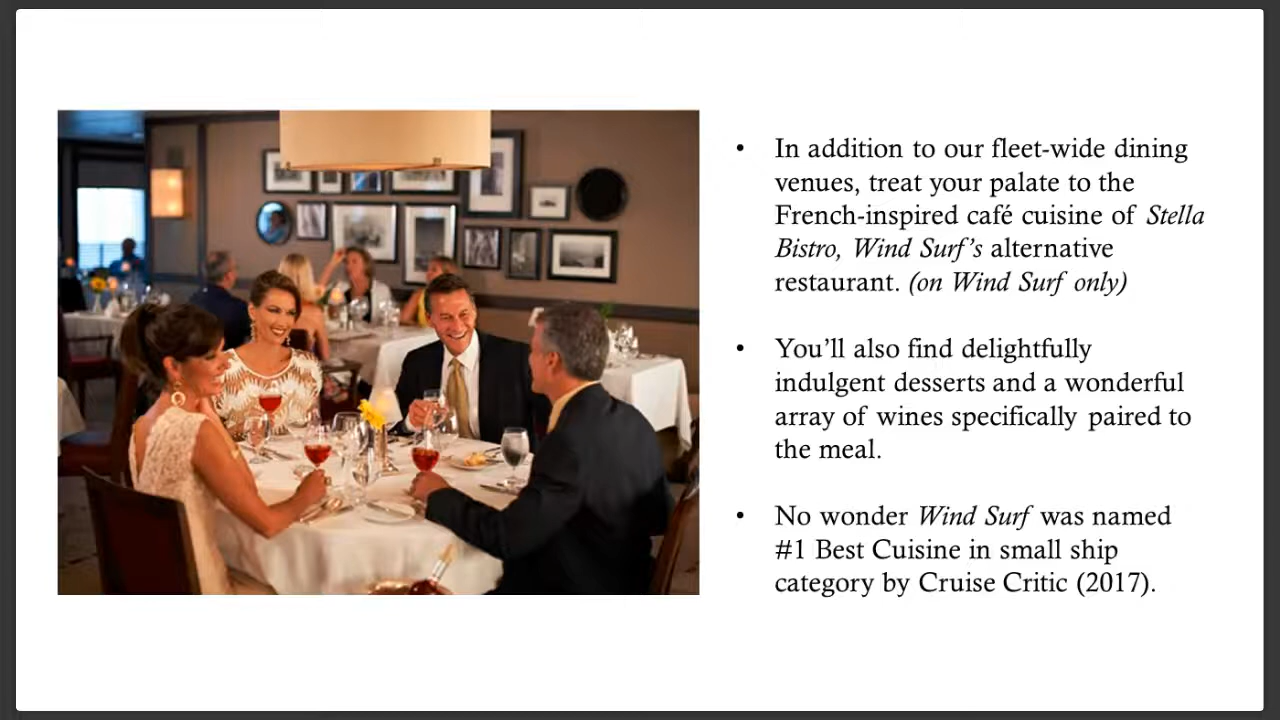 • In addition to our fleet-wide dining
venues, treat your palate to the
French-inspired café cuisine of Stella
Bistro, Wind Surf’s alternative
restaurant. (on Wind Surf only)
• You’ll also find delightfully
indulgent desserts and a wonderful
array of wines specifically paired to
the meal.
• No wonder Wind Surf was named
#1 Best Cuisine in small ship
category by Cruise Critic (2017).